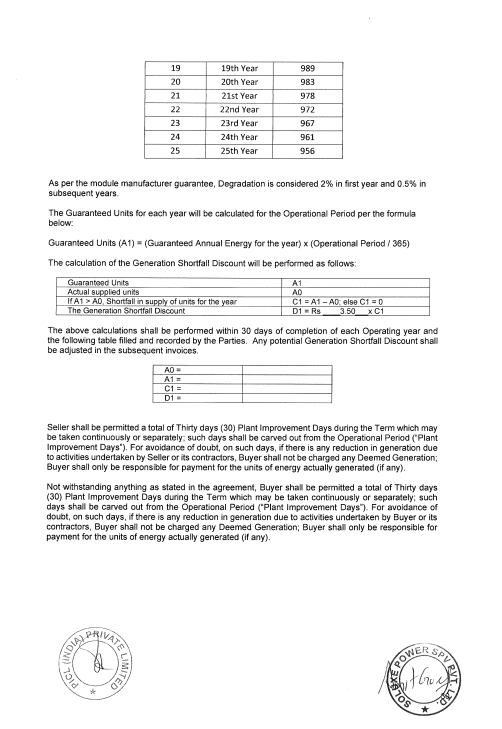 19 19th Year 989
20 20th Year 983
21 21st Year 978
22 22nd Year 972
23 23rd Year 967
24 24th Year 961
25 25th Year 956
As per the module manufacturer guarantee, Degradation is considered 2% in first year and 0.5% in
subsequent years.
The Guaranteed Units for each year will be calculated for the Operational Period per the formula
below:
Guaranteed Units (A1) = (Guaranteed Annual Energy for the year) x (Operational Period / 365)
The calculation of the Generation Shortfall Discount will be performed as follows:
Guaranteed Units A1
Actual supplied units A0
If A1 > A0, Shortfall in supply of units for the year C1 = A1 – A0; else C1 = 0
The Generation Shortfall Discount D1 = Rs ____3.50___x C1
The above calculations shall be performed within 30 days of completion of each Operating year and
the following table filled and recorded by the Parties. Any potential Generation Shortfall Discount shall
be adjusted in the subsequent invoices.
A0 =
A1 =
C1 =
D1 =
Seller shall be permitted a total of Thirty days (30) Plant Improvement Days during the Term which may
be taken continuously or separately; such days shall be carved out from the Operational Period ("Plant
Improvement Days"). For avoidance of doubt, on such days, if there is any reduction in generation due
to activities undertaken by Seller or its contractors, Buyer shall not be charged any Deemed Generation;
Buyer shall only be responsible for payment for the units of energy actually generated (if any).
Not withstanding anything as stated in the agreement, Buyer shall be permitted a total of Thirty days
(30) Plant Improvement Days during the Term which may be taken continuously or separately; such
days shall be carved out from the Operational Period ("Plant Improvement Days"). For avoidance of
doubt, on such days, if there is any reduction in generation due to activities undertaken by Buyer or its
contractors, Buyer shall not be charged any Deemed Generation; Buyer shall only be responsible for
payment for the units of energy actually generated (if any).
PICL (INDIA) PRIVATE LIMITED
POWER SPV PVT. LTD.